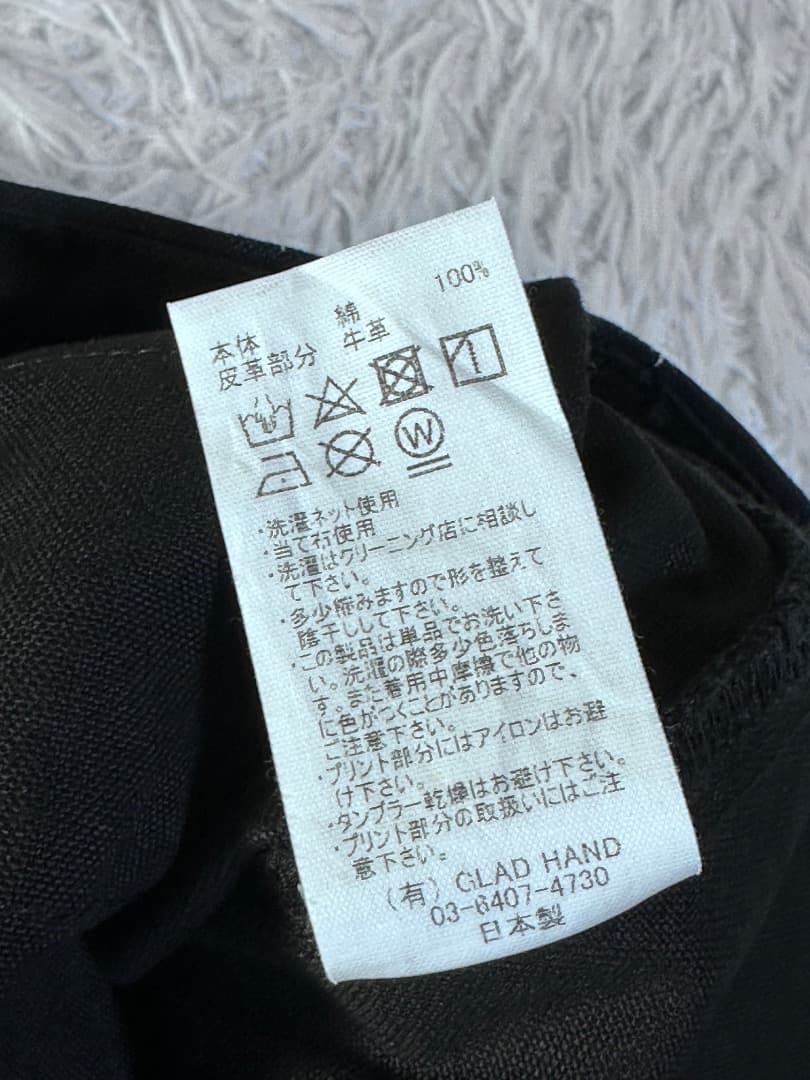 本体 綿 100%
皮革部分 牛革
W
・洗濯ネット使用
・当て布使用
・洗濯はクリーニング店に相談し
て下さい。
・多少縮みますので形を整えて
陰干しして下さい。
・この製品は単品でお洗い下さ
い。洗濯の際多少色落ちしま
す。また着用中摩擦で他の物
に色がつくことがありますので、
ご注意下さい。
・プリント部分にはアイロンはお避
け下さい。
・タンブラー乾燥はお避け下さい。
・プリント部分の取扱いにはご注
意下さい。
(有) GLAD HAND
03-6407-4730
日本製